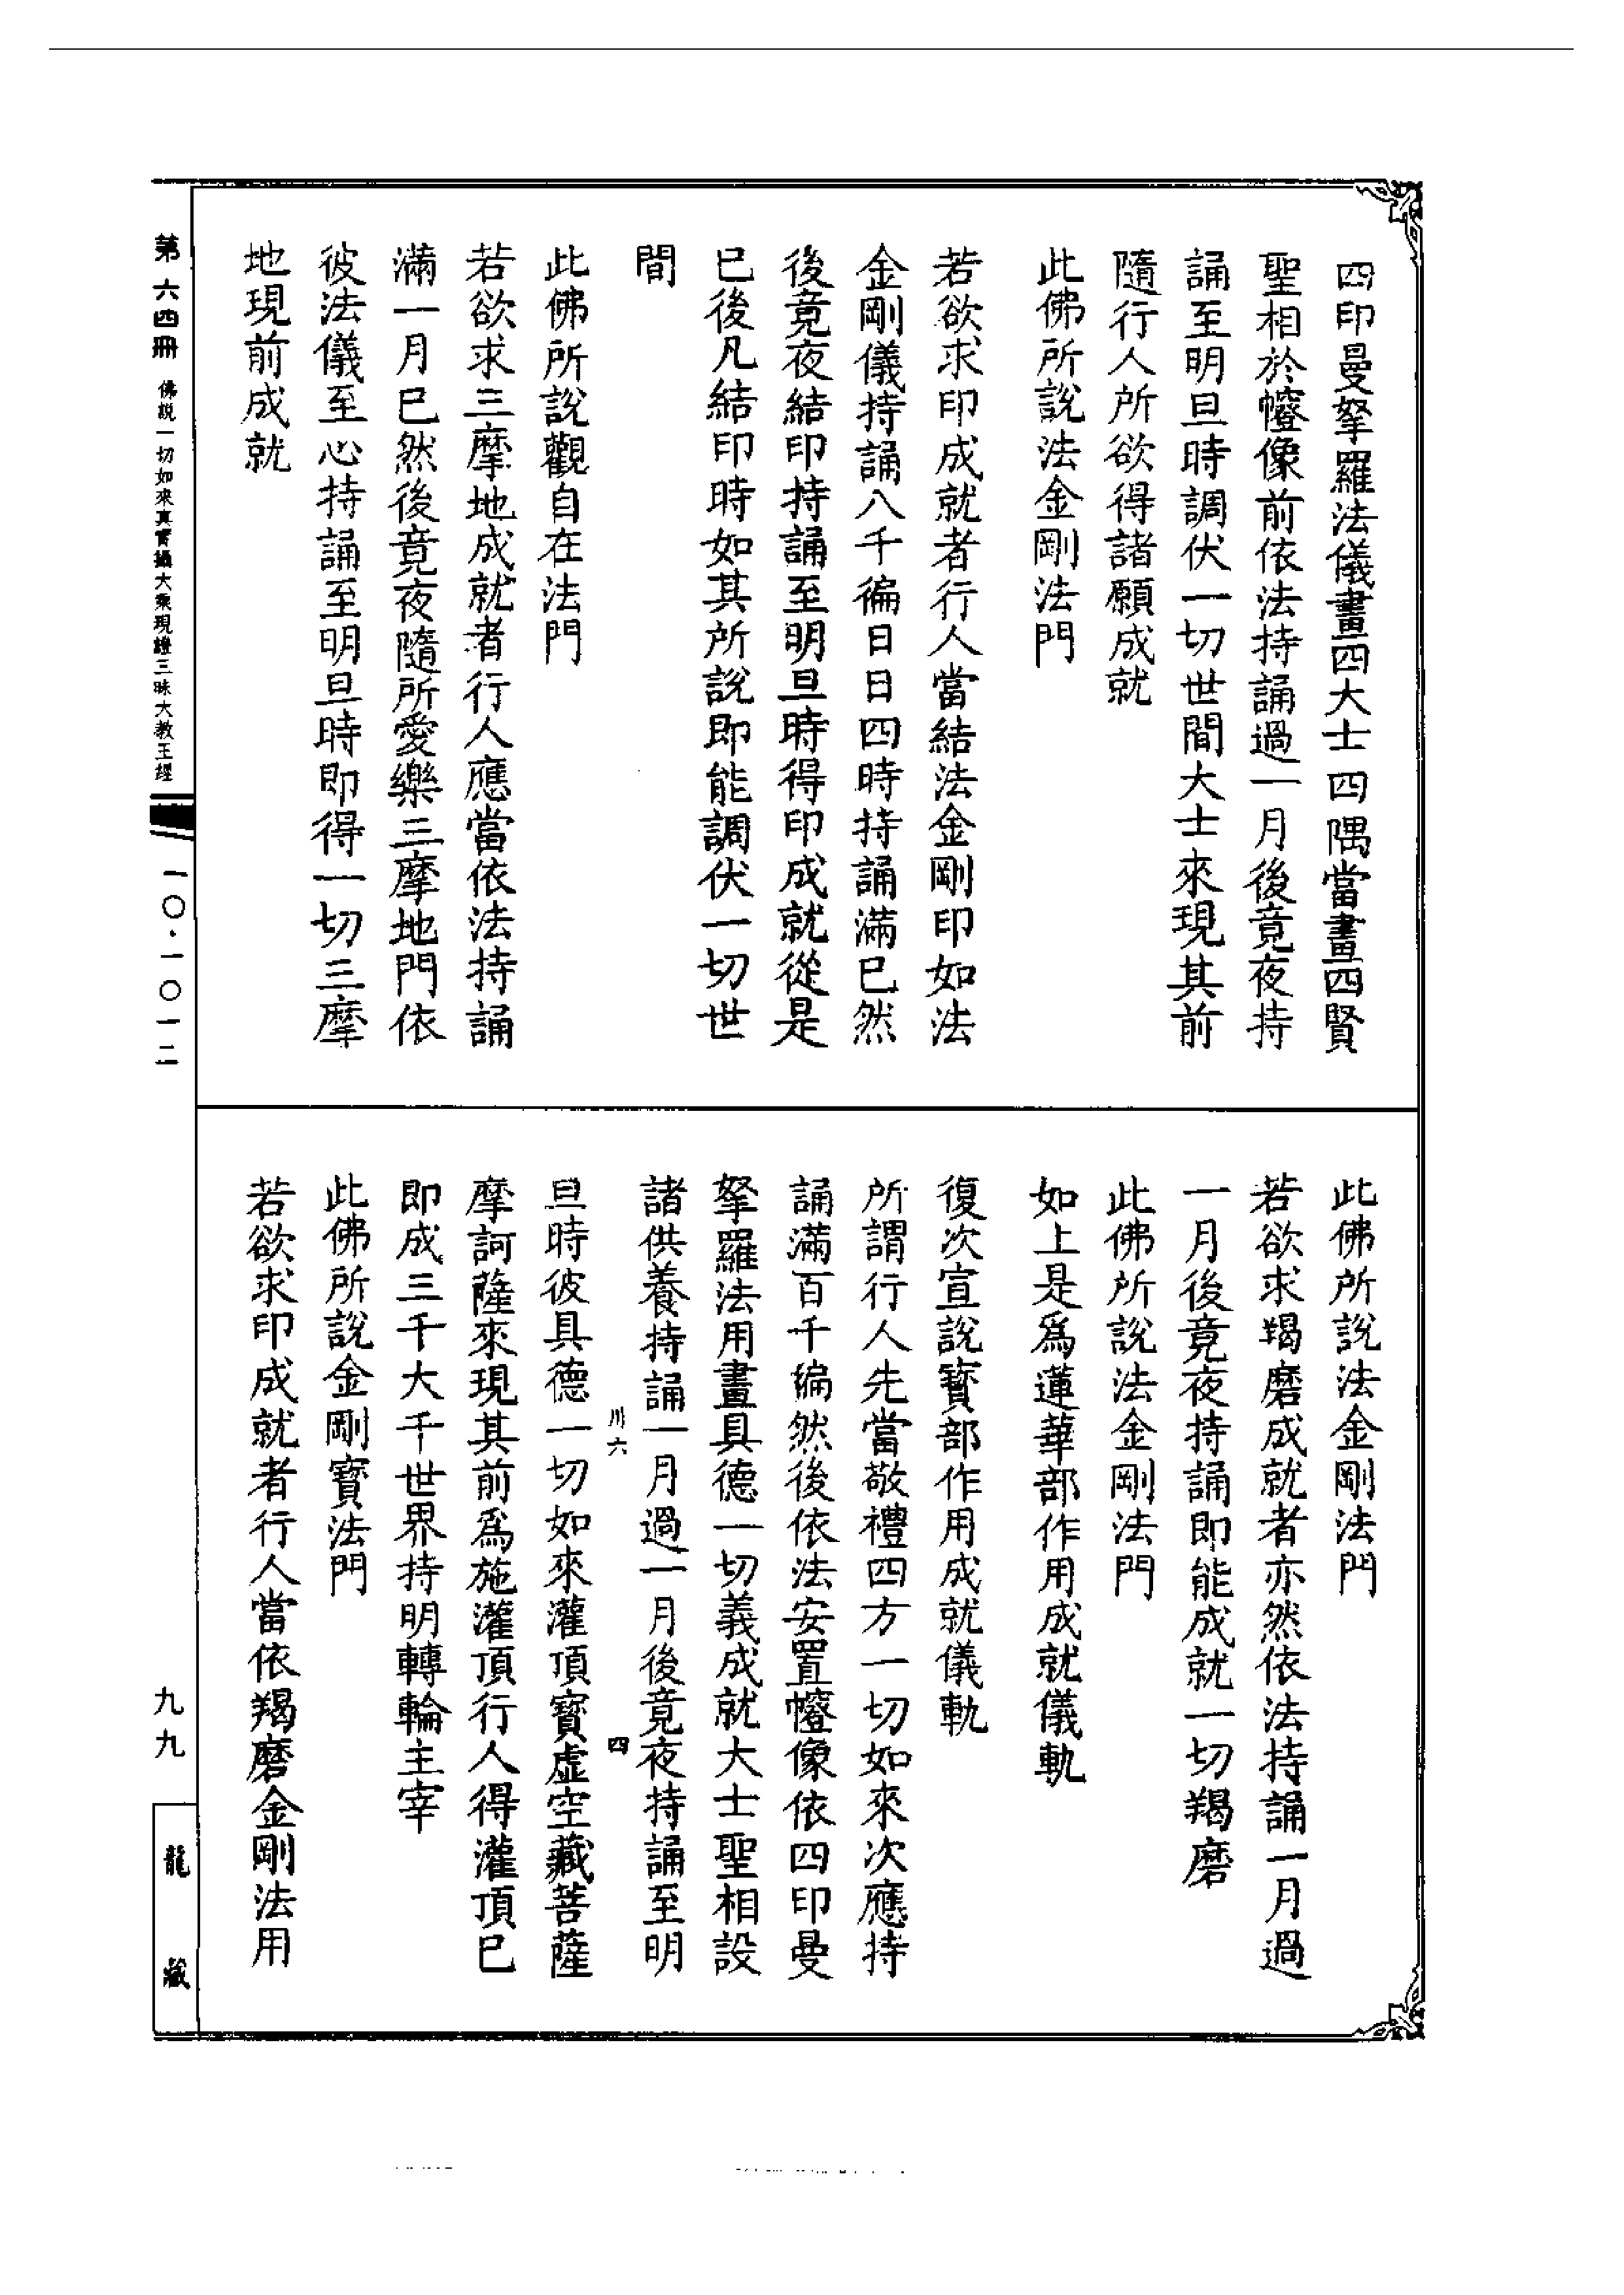 四印曼拏羅法儀畫四大士四隅當畫四賢
聖相於㡧像前依法持誦過一月後竟夜持
誦至明旦時調伏一切世間大士來現其前
隨行人所欲得諸願成就
此佛所說法金剛法門
若欲求印成就者行人當結法金剛印如法
金剛儀持誦八千徧日日四時持誦滿已然
後竟夜結印持誦至明旦時得印成就從是
已後凡結印時如其所說即能調伏一切世
間
此佛所說觀自在法門
若欲求三摩地成就者行人應當依法持誦
滿一月已然後竟夜隨所愛樂三摩地門依
彼法儀至心持誦至明旦時即得一切三摩
地現前成就
此佛所說法金剛法門
若欲求羯磨成就者亦然依法持誦一月過
一月後竟夜持誦即能成就一切羯磨
此佛所說法金剛法門
如上是爲蓮華部作用成就儀軌
復次宣說寶部作用成就儀軌
所謂行人先當敬禮四方一切如來次應持
誦滿百千徧然後依法安置㡧像依四印曼
拏羅法用畫具德一切義成就大士聖相設
諸供養持誦一月過一月後竟夜持誦至明
川六 四
旦時彼具德一切如來灌頂寶虛空藏菩薩
摩訶薩來現其前爲施灌頂行人得灌頂已
即成三千大千世界持明轉輪主宰
此佛所說金剛寶法門
若欲求印成就者行人當依羯磨金剛法用
第六四冊 佛說一切如來真實攝大乘現證三昧大教王經
一〇·一〇一二
九九
龍藏